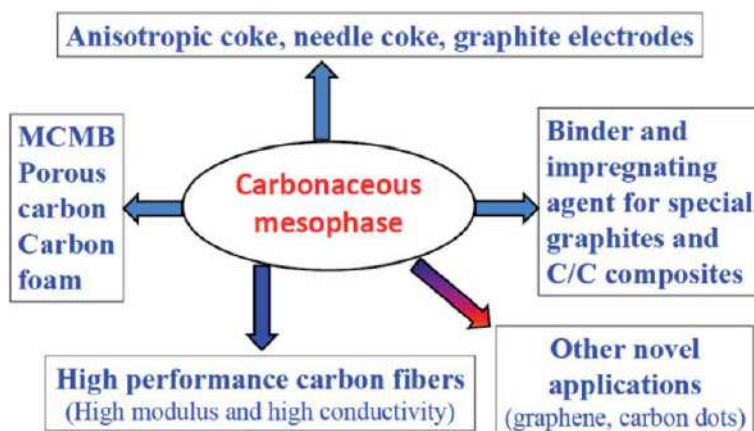 Anisotropic coke, needle coke, graphite electrodes
MCMB
Porous
carbon
Carbon
foam
Carbonaceous
mesophase
Binder and
impregnating
agent for special
graphites and
C/C composites
High performance carbon fibers
(High modulus and high conductivity)
Other novel
applications
(graphene, carbon dots)